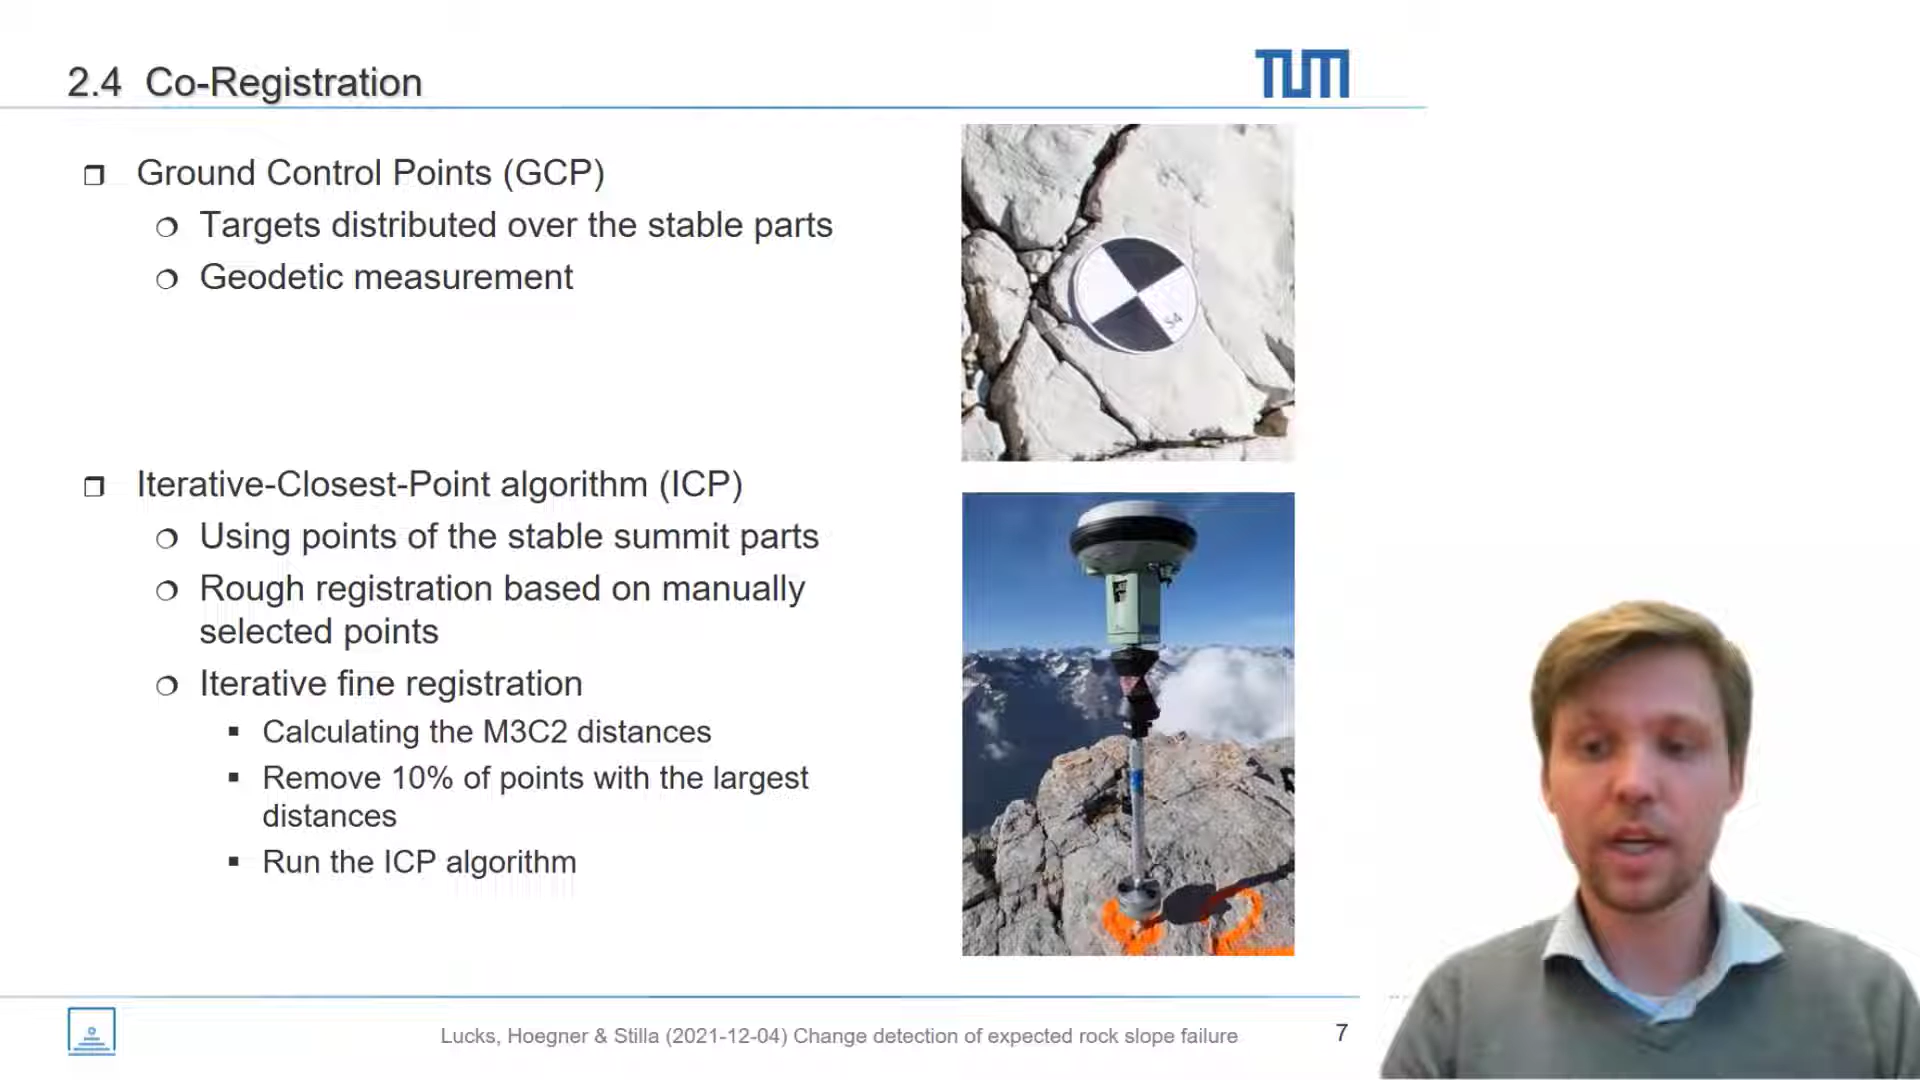 2.4 Co-Registration
TUM
Ground Control Points (GCP)
Targets distributed over the stable parts
Geodetic measurement
S4
Iterative-Closest-Point algorithm (ICP)
Using points of the stable summit parts
Rough registration based on manually
selected points
Iterative fine registration
Calculating the M3C2 distances
Remove 10% of points with the largest
distances
Run the ICP algorithm
2
Lucks, Hoegner & Stilla (2021-12-04) Change detection of expected rock slope failure
7